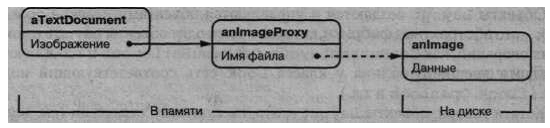 aTextDocument
Изображение
anImageProxy
Имя файла
anImage
Данные
В памяти
На диске